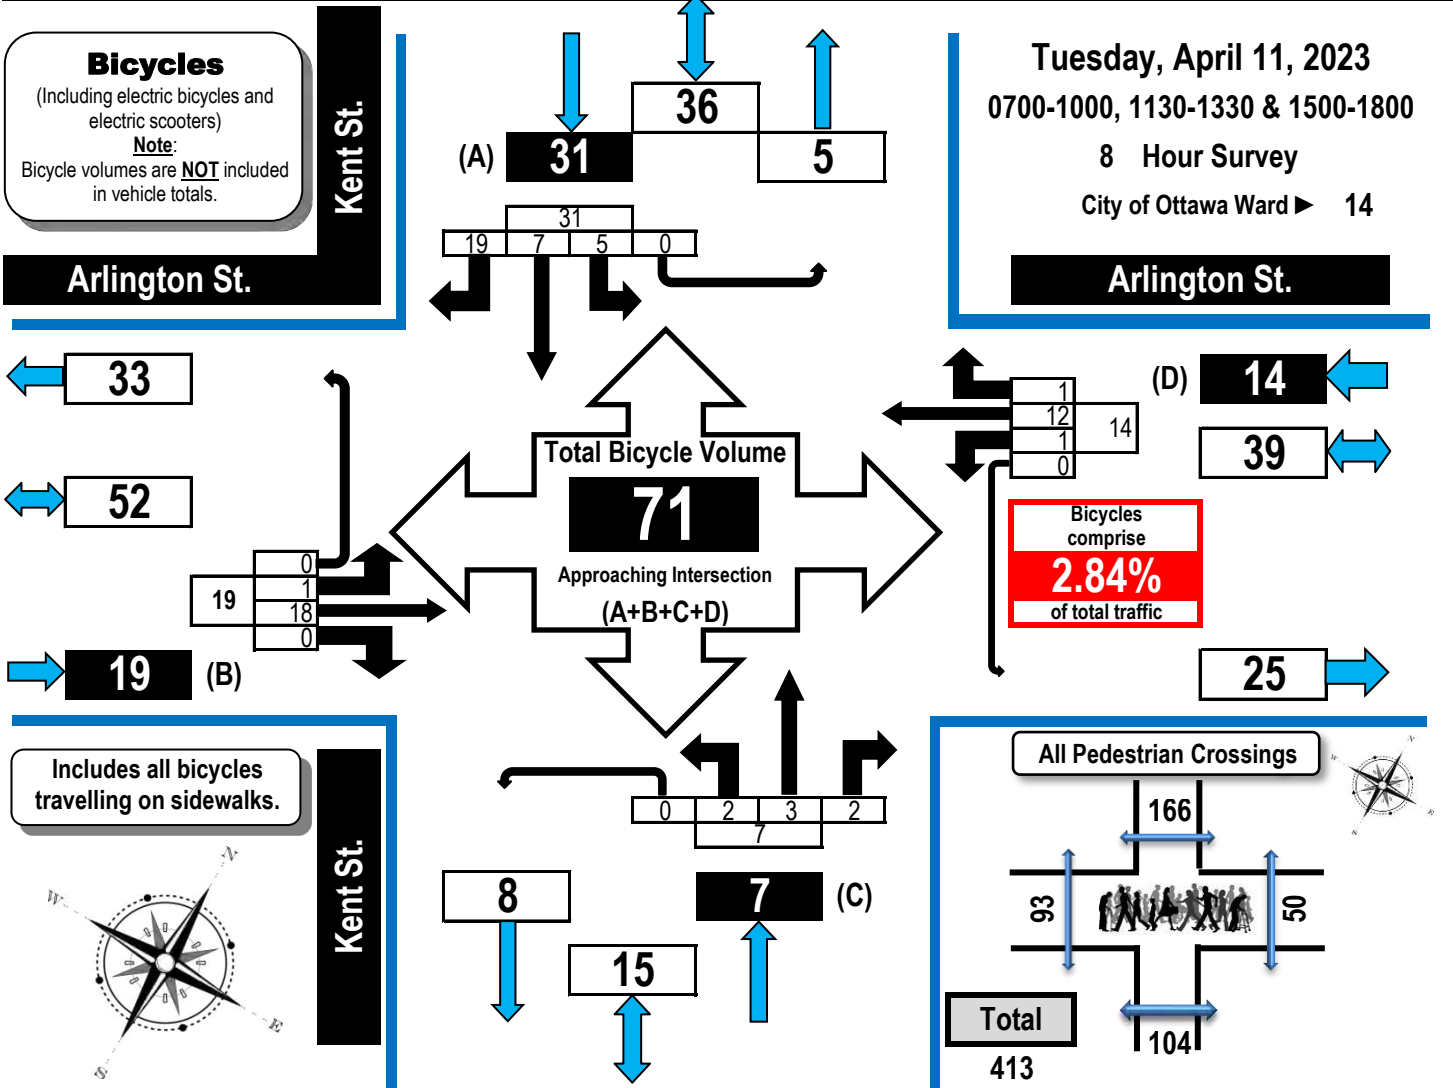 Bicycles
(Including electric bicycles and
electric scooters)
Note:
Bicycle volumes are NOT included
in vehicle totals.
Kent St.
Arlington St.
36
(A)
31
5
31
19 7 5 0
Tuesday, April 11, 2023
0700-1000, 1130-1330 & 1500-1800
8 Hour Survey
City of Ottawa Ward ► 14
Arlington St.
33
52
0
1
18
0
19
19
(B)
Total Bicycle Volume
71
Approaching Intersection
(A+B+C+D)
1
12
1
0
14
(D)
14
39
Bicycles
comprise
2.84%
of total traffic
25
Includes all bicycles
travelling on sidewalks.
Kent St.
N
W
E
S
0 2 3 2
7
8
7
(C)
15
All Pedestrian Crossings
N
W
E
S
166
93
50
104
Total
413